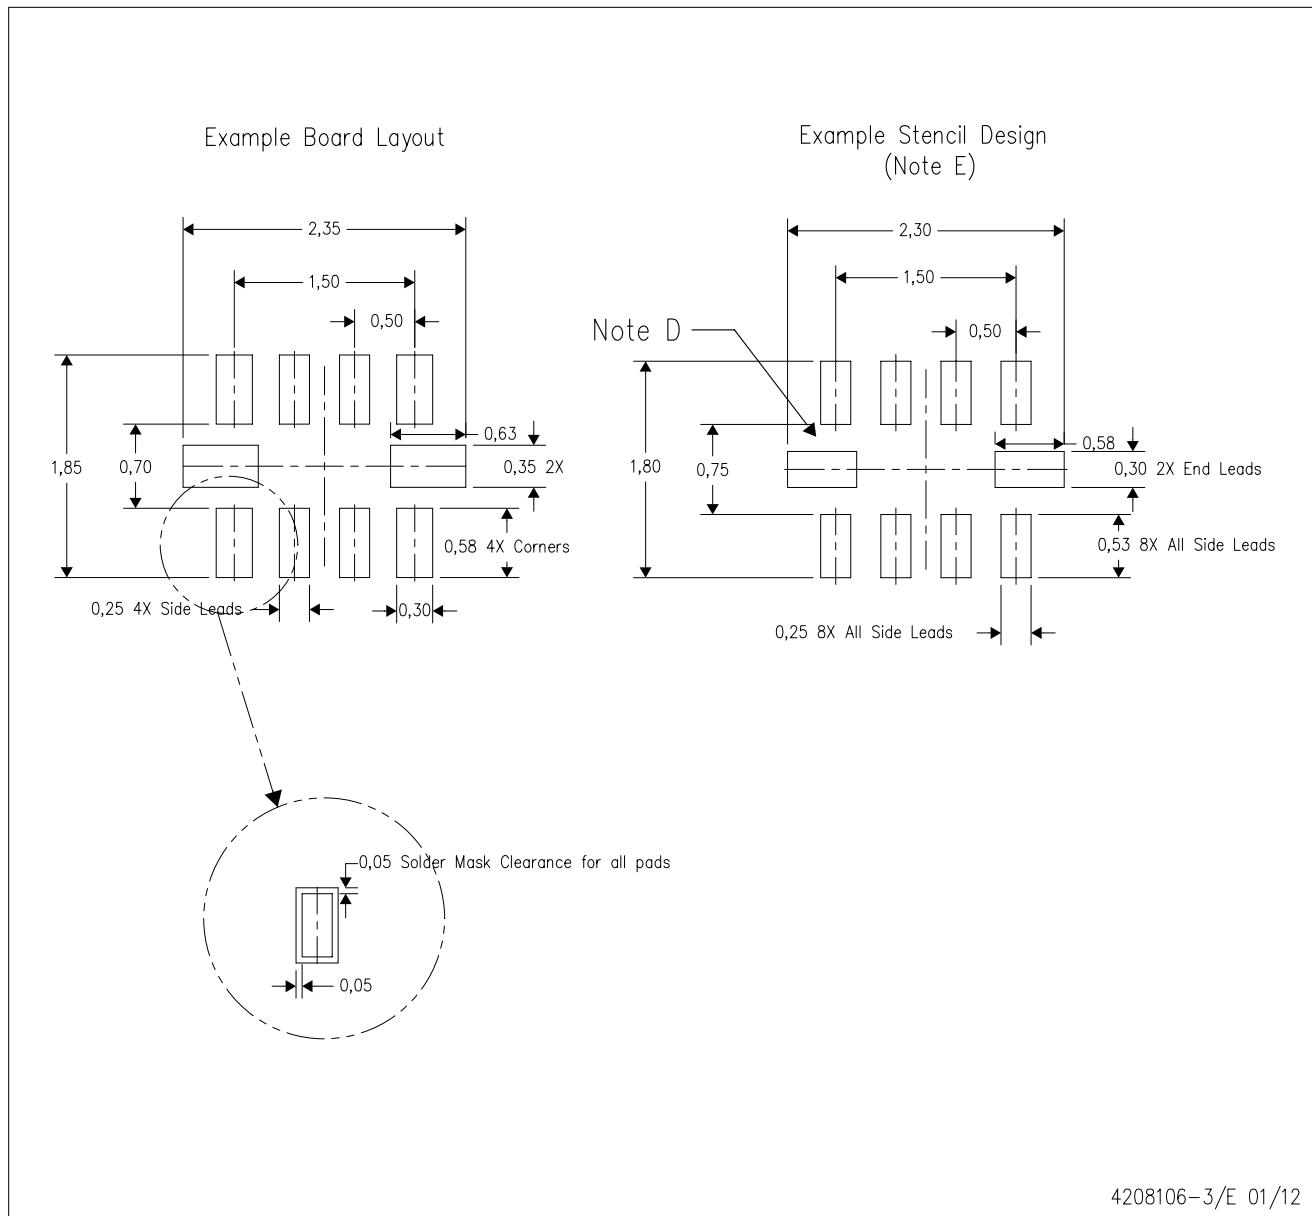 Example Board Layout
2,35
1,50
0,50
1,85
0,70
0,63
0,35 2X
0,58 4X Corners
0,25 4X Side Leads
0,30
0,05 Solder Mask Clearance for all pads
0,05
Example Stencil Design
(Note E)
2,30
1,50
0,50
Note D
1,80
0,75
0,58
0,30 2X End Leads
0,53 8X All Side Leads
0,25 8X All Side Leads
4208106-3/E 01/12